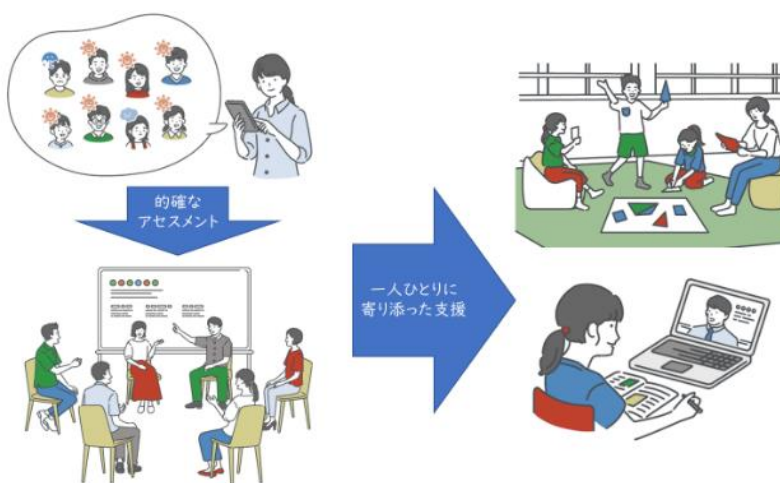 的確な
アセスメント
一人ひとりに
寄り添った支援